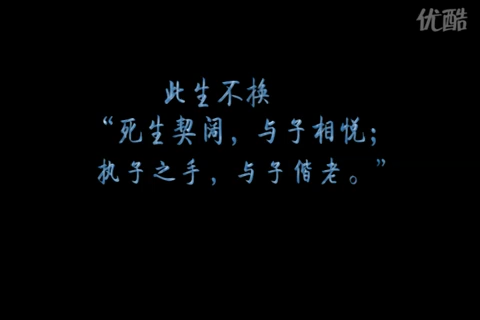 优酷
此生不换
“死生契阔，与子相悦；
执子之手，与子偕老。”